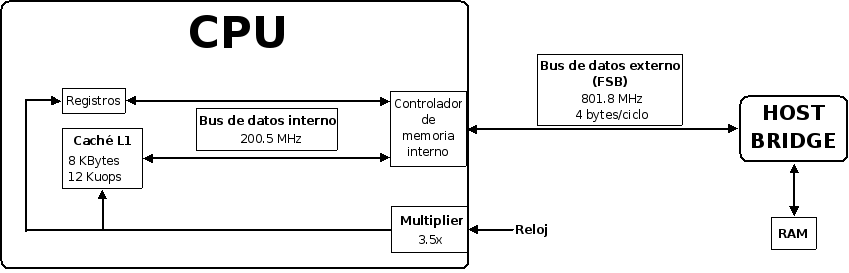 CPU
Registros
Caché L1
8 KBytes
12 Kuops
Bus de datos interno
200.5 MHz
Controlador
de
memoria
interno
Multiplier
3.5x
Reloj
Bus de datos externo
(FSB)
801.8 MHz
4 bytes/ciclo
HOST
BRIDGE
RAM